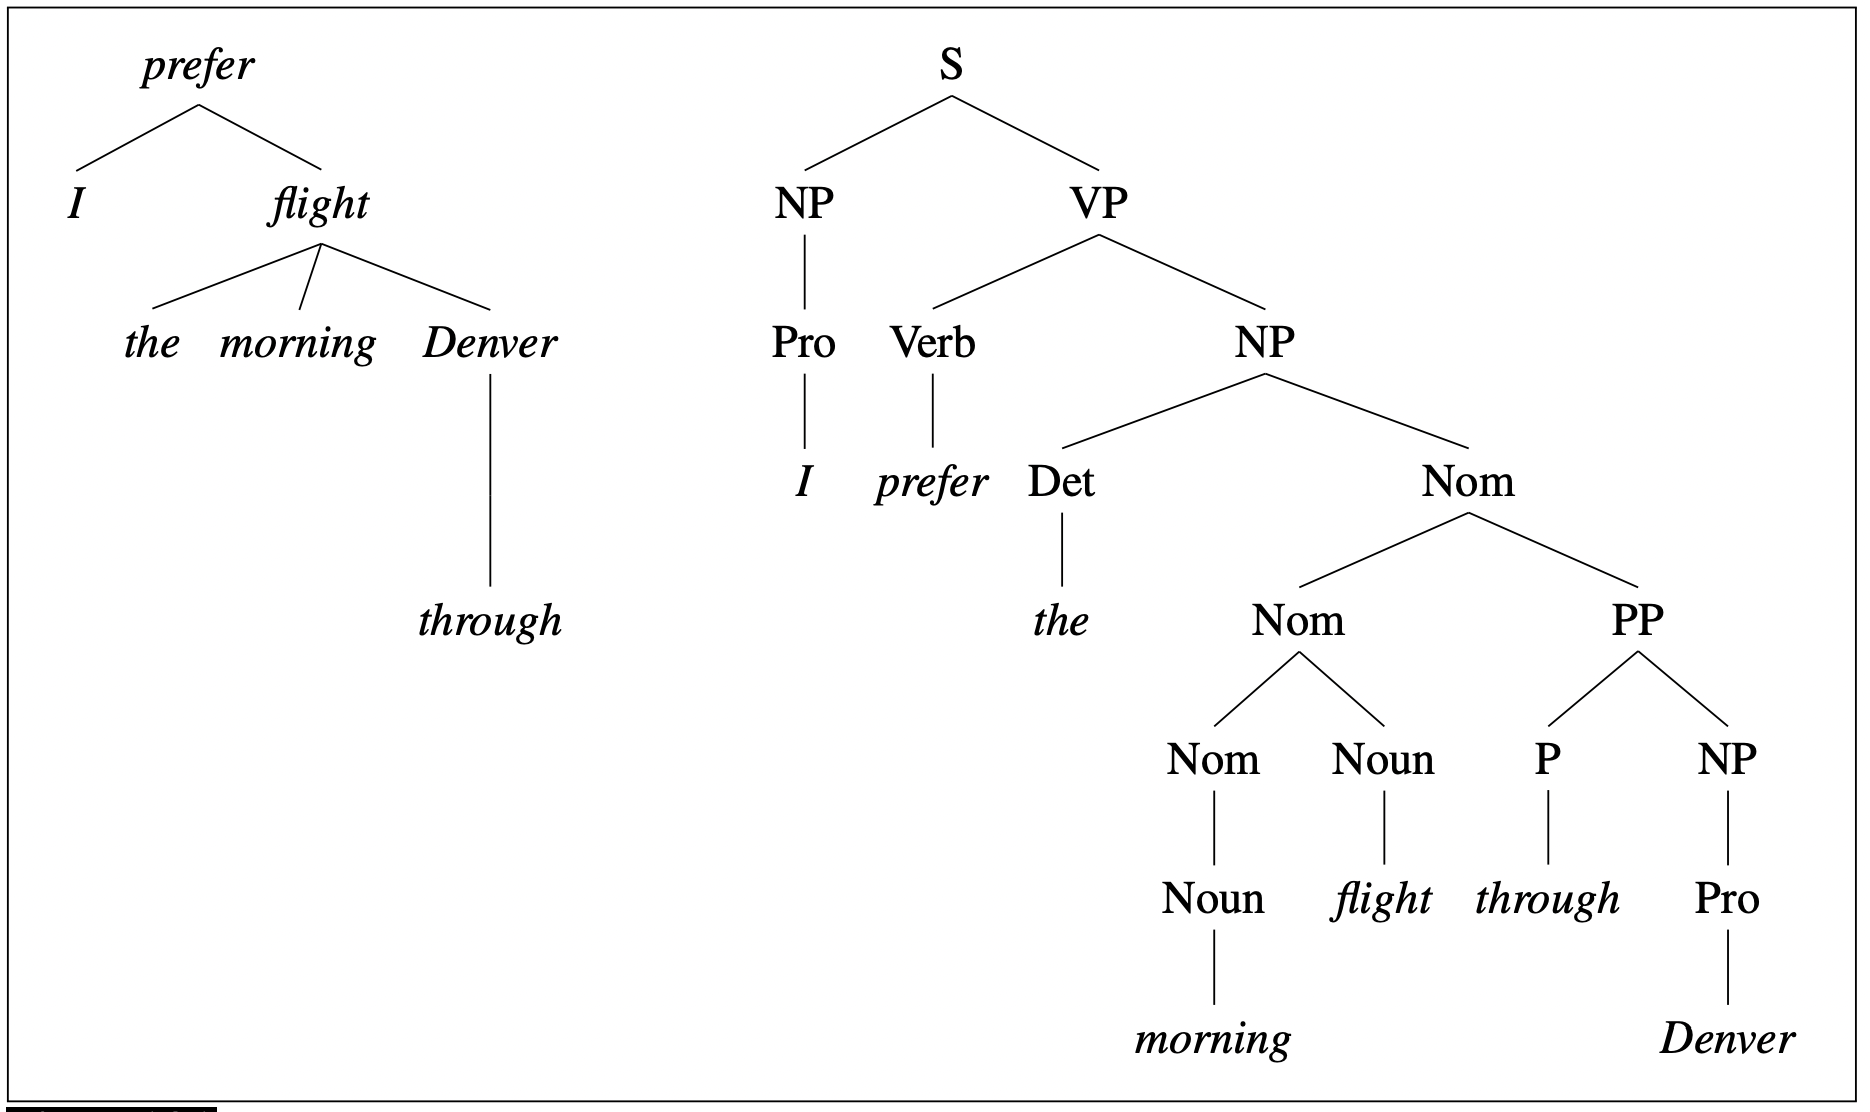 prefer S
I flight NP VP
the morning Denver Pro Verb NP
I prefer Det Nom
through the Nom PP
Nom Noun P NP
Noun flight through Pro
morning Denver